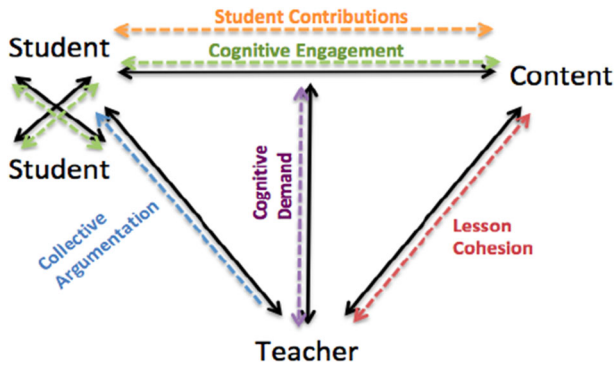 Student Contributions
Student
Cognitive Engagement
Content
Student
Collective
Argumentation
Cognitive
Demand
Lesson
Cohesion
Teacher